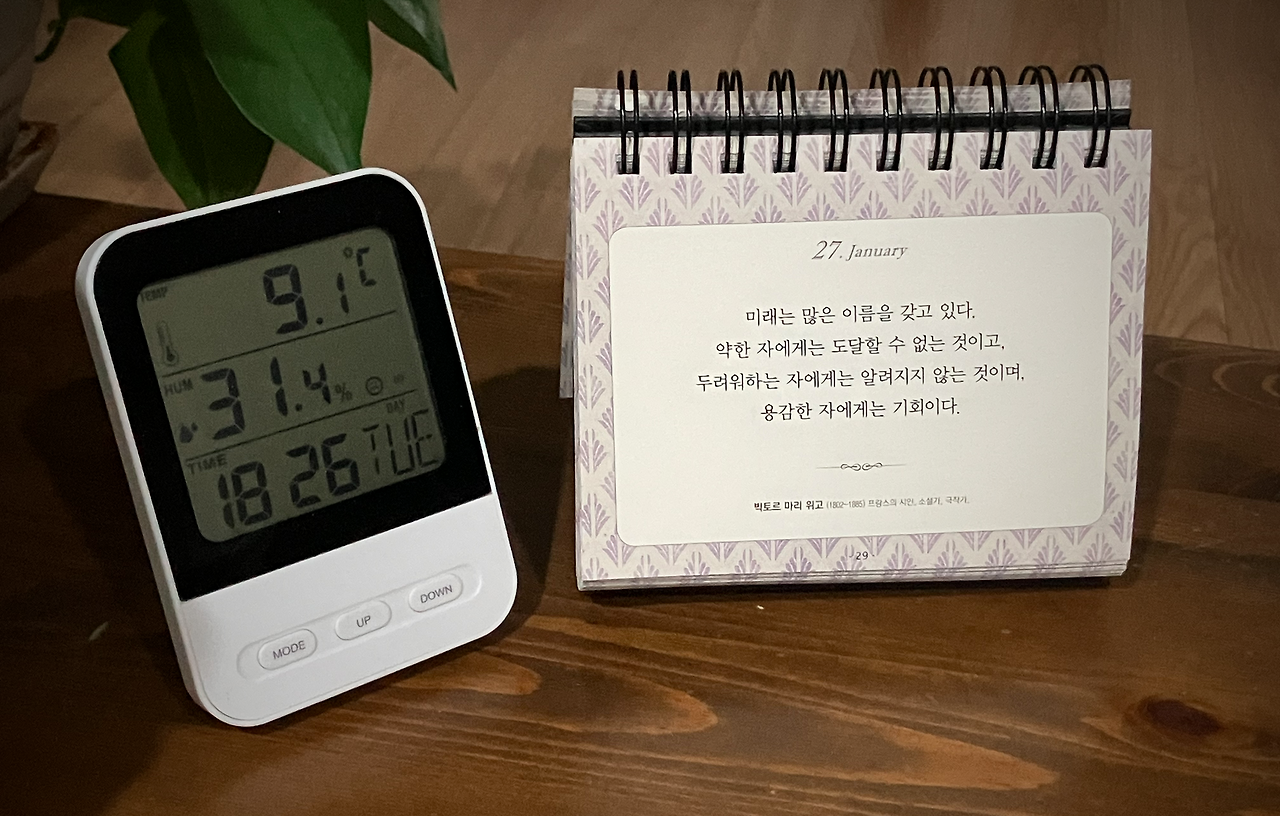 TEMP
9.1°C
HUM
31.4%
DAY
TIME
18 26 TUE
MODE
UP
DOWN
27. January
미래는 많은 이름을 갖고 있다.
약한 자에게는 도달할 수 없는 것이고,
두려워하는 자에게는 알려지지 않는 것이며,
용감한 자에게는 기회이다.
빅토르 마리 위고 (1802~1885) 프랑스의 시인, 소설가, 극작가.
29